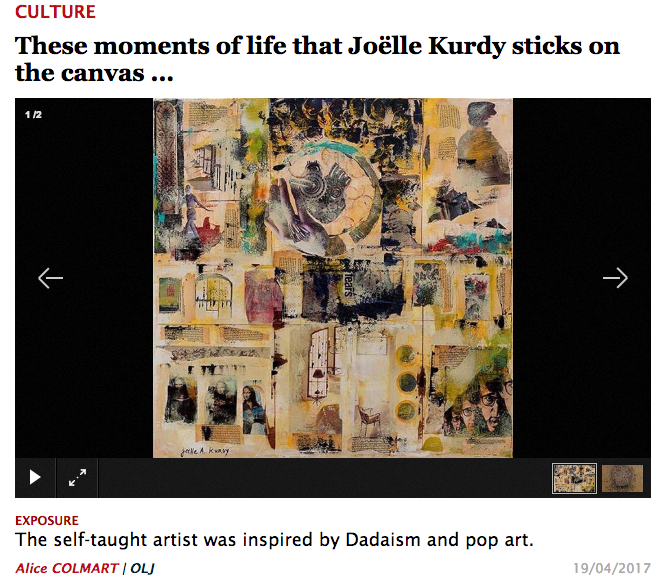 CULTURE
These moments of life that Joëlle Kurdy sticks on
the canvas ...
1/2
tears
Joëlle A. Kurdy
EXPOSURE
The self-taught artist was inspired by Dadaism and pop art.
Alice COLMART | OLJ
19/04/2017